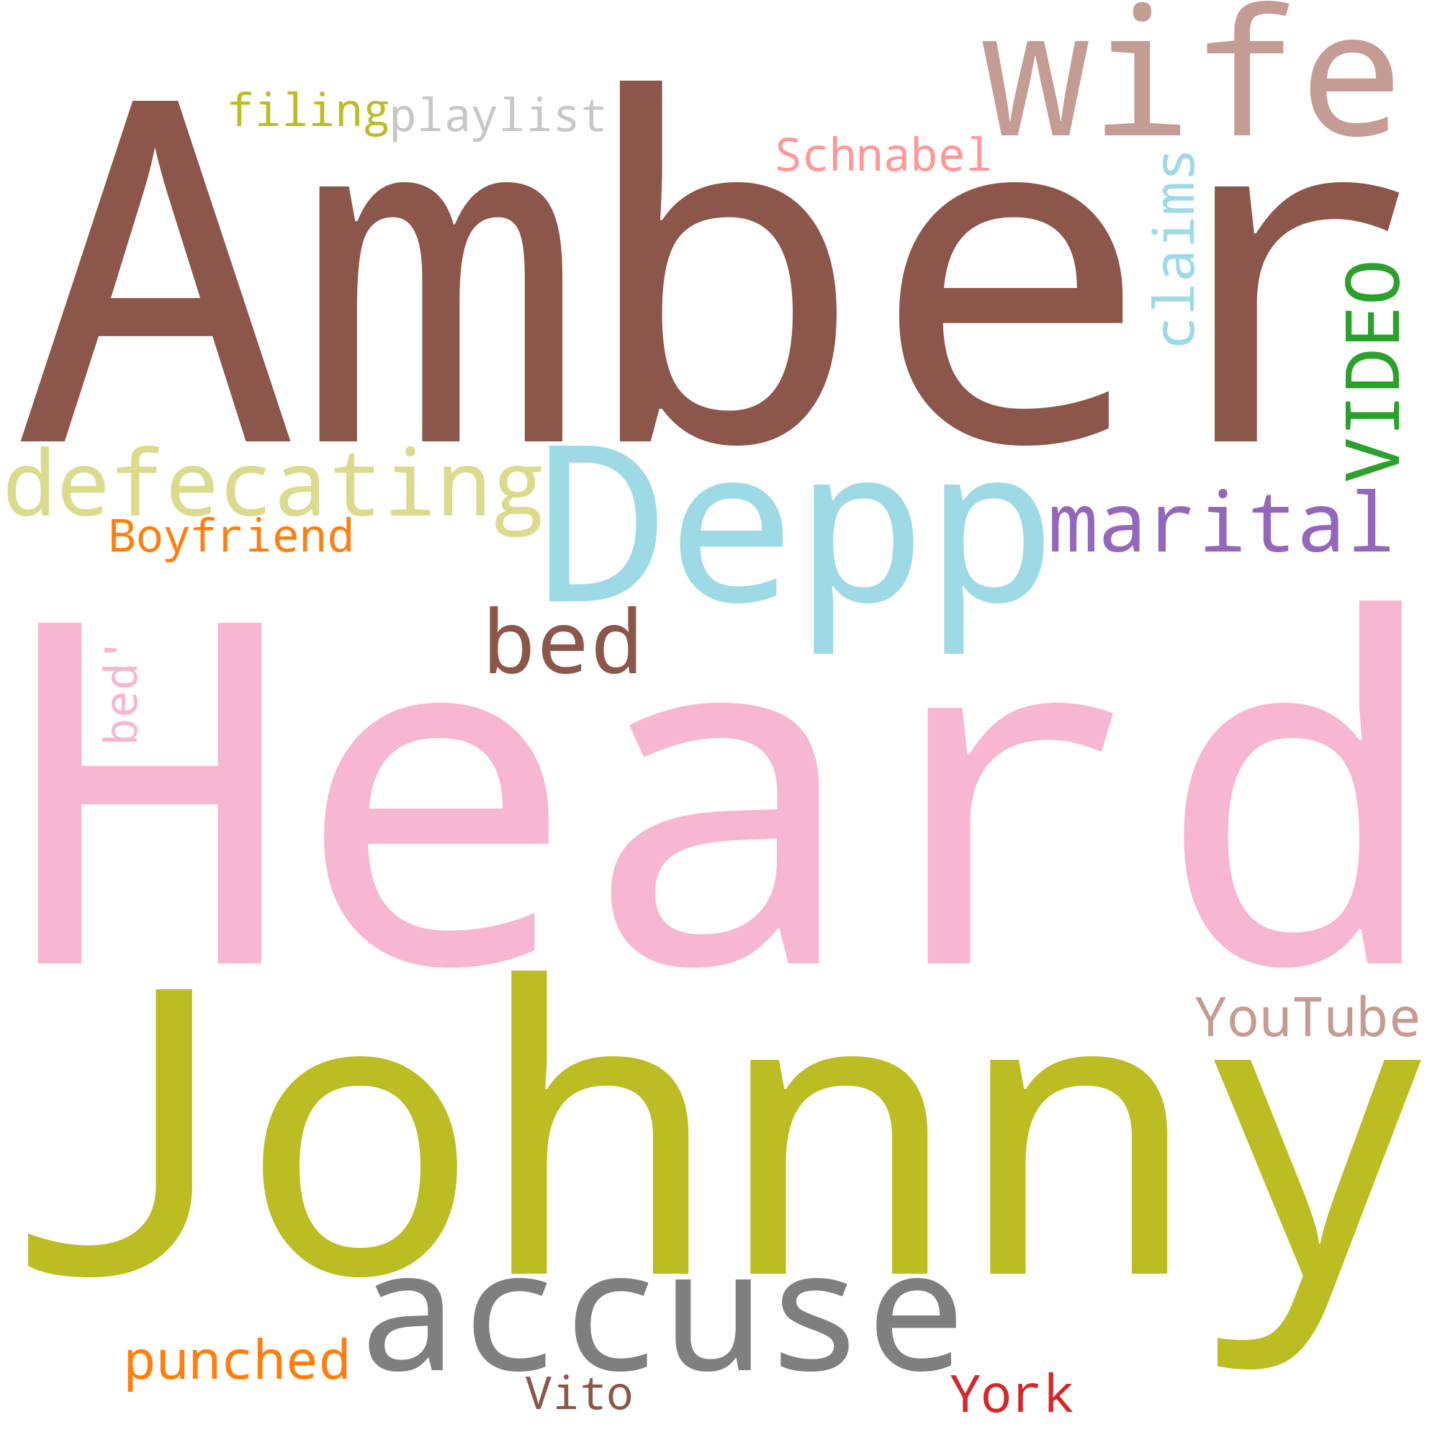 wife
filing
playlist
Schnabel
Amber
claims
VIDEO
defecating
Depp
marital
Boyfriend
bed
bed'
Heard
YouTube
Johnny
accuse
punched
Vito
York